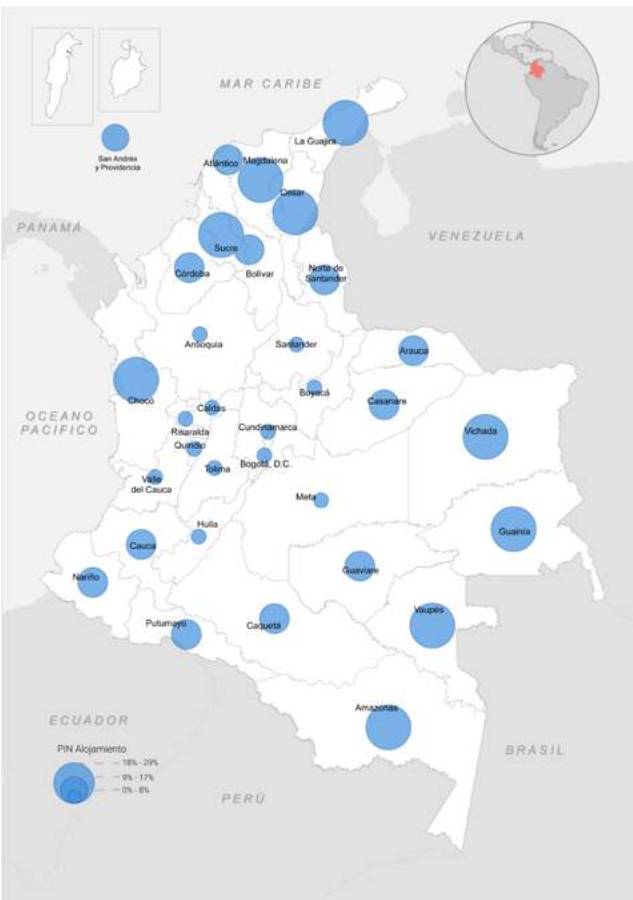 MAR CARIBE
La Guajira
San Andrés
y Providencia
Atlántico
Magdalena
Cesar
PANAMÁ
VENEZUELA
Sucre
Bolívar
Córdoba
Norte de
Santander
Antioquia
Santander
Arauca
Boyacá
Chocó
Casanare
OCEANO
PACIFICO
Caldas
Risaralda
Cundinamarca
Vichada
Quindío
Bogotá, D.C.
Tolima
Valle
del Cauca
Meta
Huila
Guainía
Cauca
Guaviare
Nariño
Vaupés
Putumayo
Caquetá
Amazonas
ECUADOR
PIN Alojamiento
18% - 29%
9% - 17%
0% - 8%
BRASIL
PERÚ